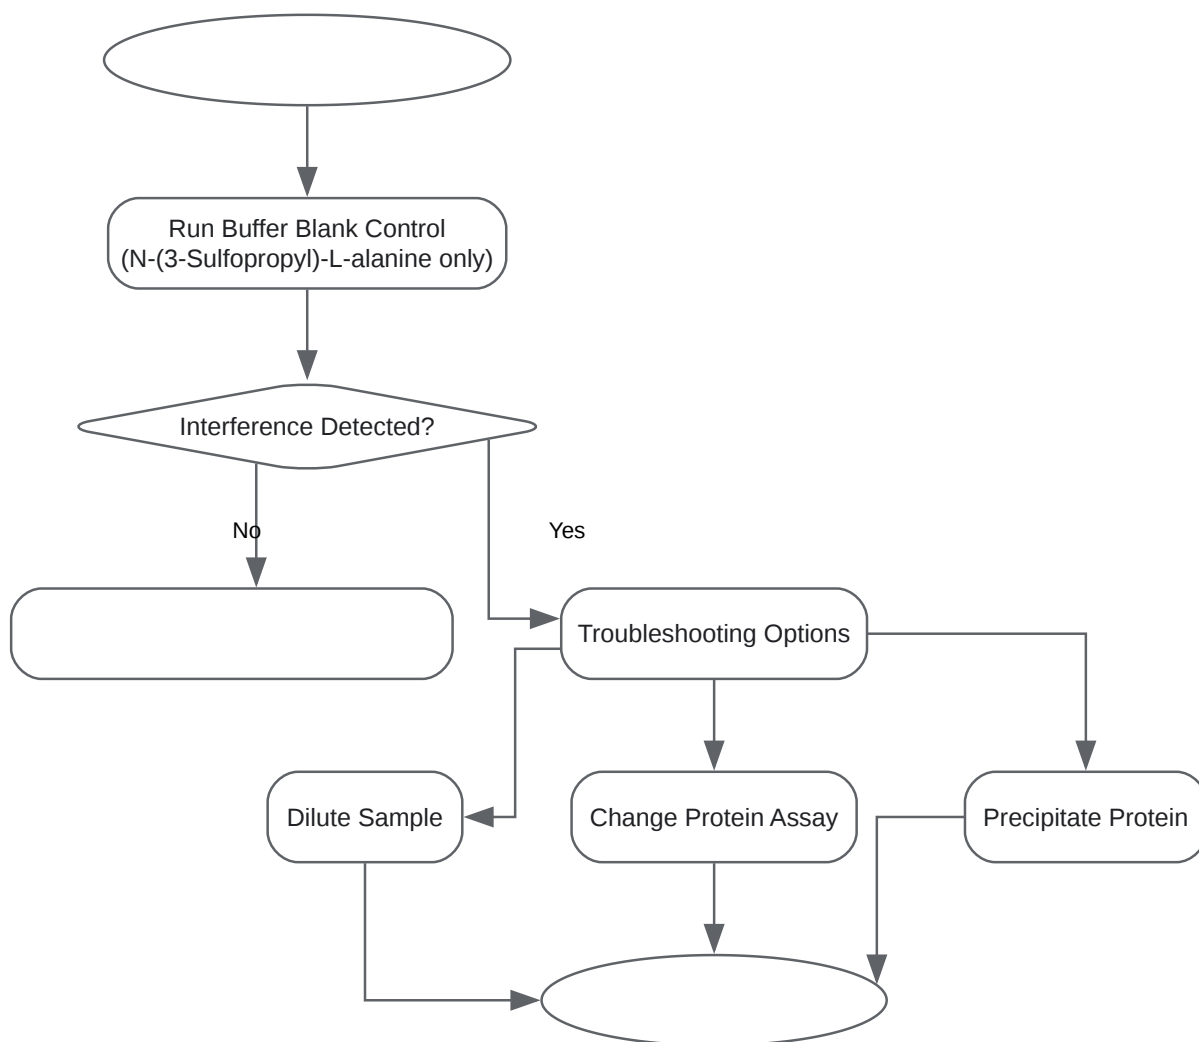 Run Buffer Blank Control
(N-(3-Sulfopropyl)-L-alanine only)
Interference Detected?
No
Yes
Troubleshooting Options
Dilute Sample
Change Protein Assay
Precipitate Protein